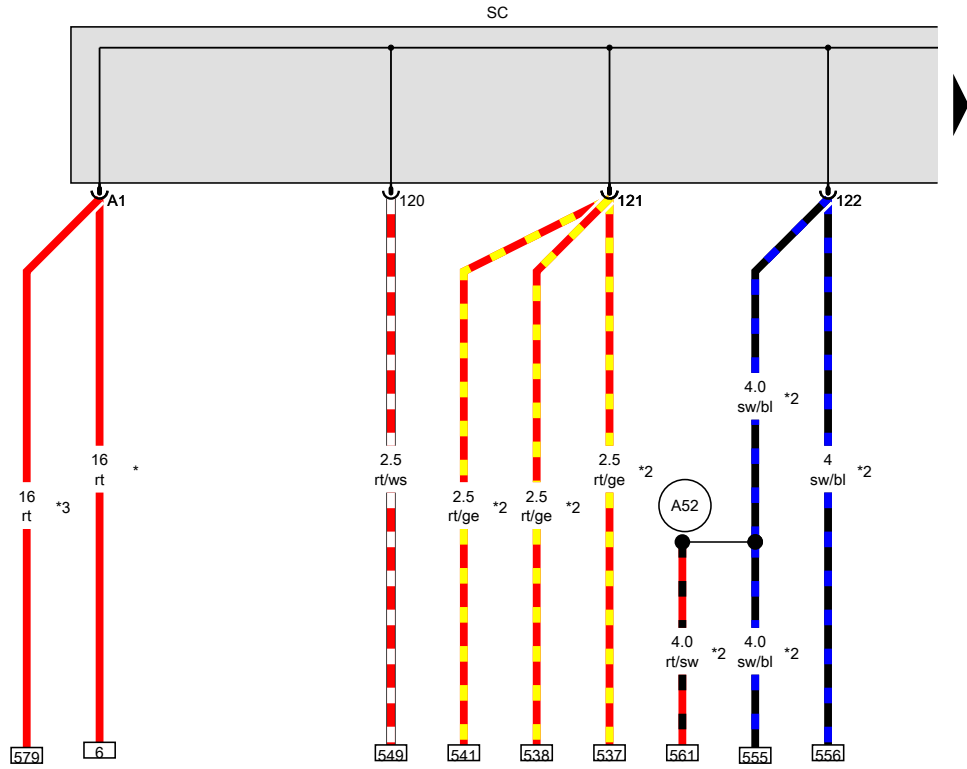 SC
A1
120
121
122
4.0
sw/bl *2
16
rt *
2.5
rt/ws
2.5
rt/ge *2
4
sw/bl *2
16
rt *3
2.5
rt/ge *2
2.5
rt/ge *2
A52
4.0
rt/sw *2
4.0
sw/bl *2
579
6
549
541
538
537
561
555
556